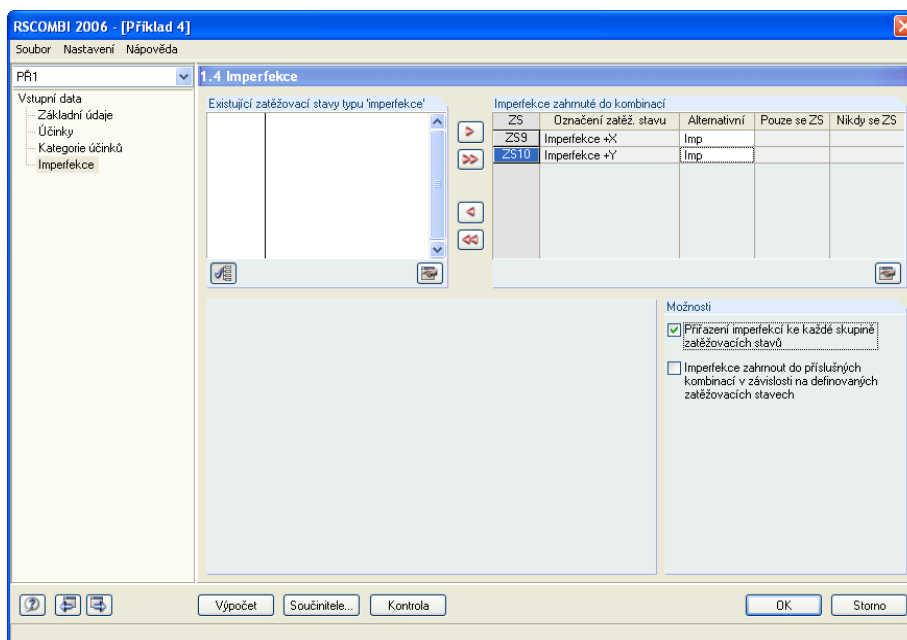 RSCOMBI 2006 - [Příklad 4]
Soubor Nastavení Nápověda
PŘ1
Vstupní data
Základní údaje
Účinky
Kategorie účinků
Imperfekce
1.4 Imperfekce
Existující zatěžovací stavy typu 'imperfekce'
Imperfekce zahrnuté do kombinací
ZS Označení zatěž. stavu Alternativní Pouze se ZS Nikdy se ZS
ZS9 Imperfekce +X Imp
ZS10 Imperfekce +Y Imp
Možnosti
Přiřazení imperfekcí ke každé skupině
zatěžovacích stavů
Imperfekce zahrnout do příslušných
kombinací v závislosti na definovaných
zatěžovacích stavech
Výpočet Součinitele... Kontrola OK Storno